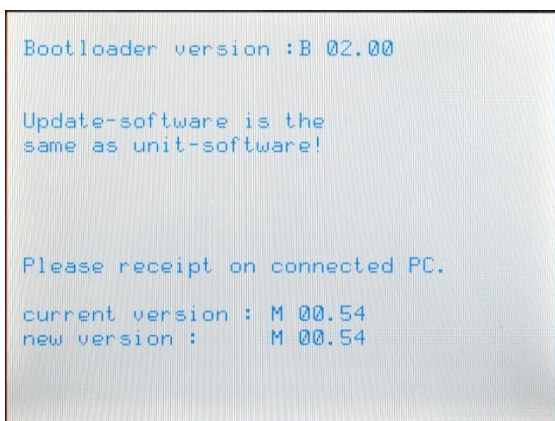 Bootloader version :B 02.00
Update-software is the
same as unit-software!
Please receipt on connected PC.
current version : M 00.54
new version :     M 00.54